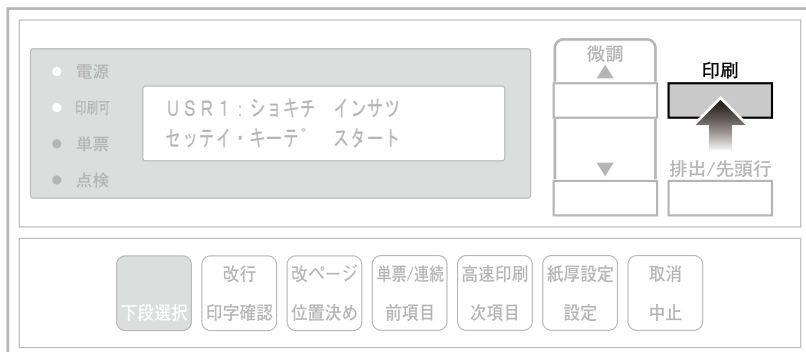 電源
印刷可
単票
点検
USR1:ショキチ インサツ
セッテイ・キーデ スタート
微調
▲
▼
印刷
排出/先頭行
下段選択
改行
印字確認
改ページ
位置決め
単票/連続
前項目
高速印刷
次項目
紙厚設定
設定
取消
中止